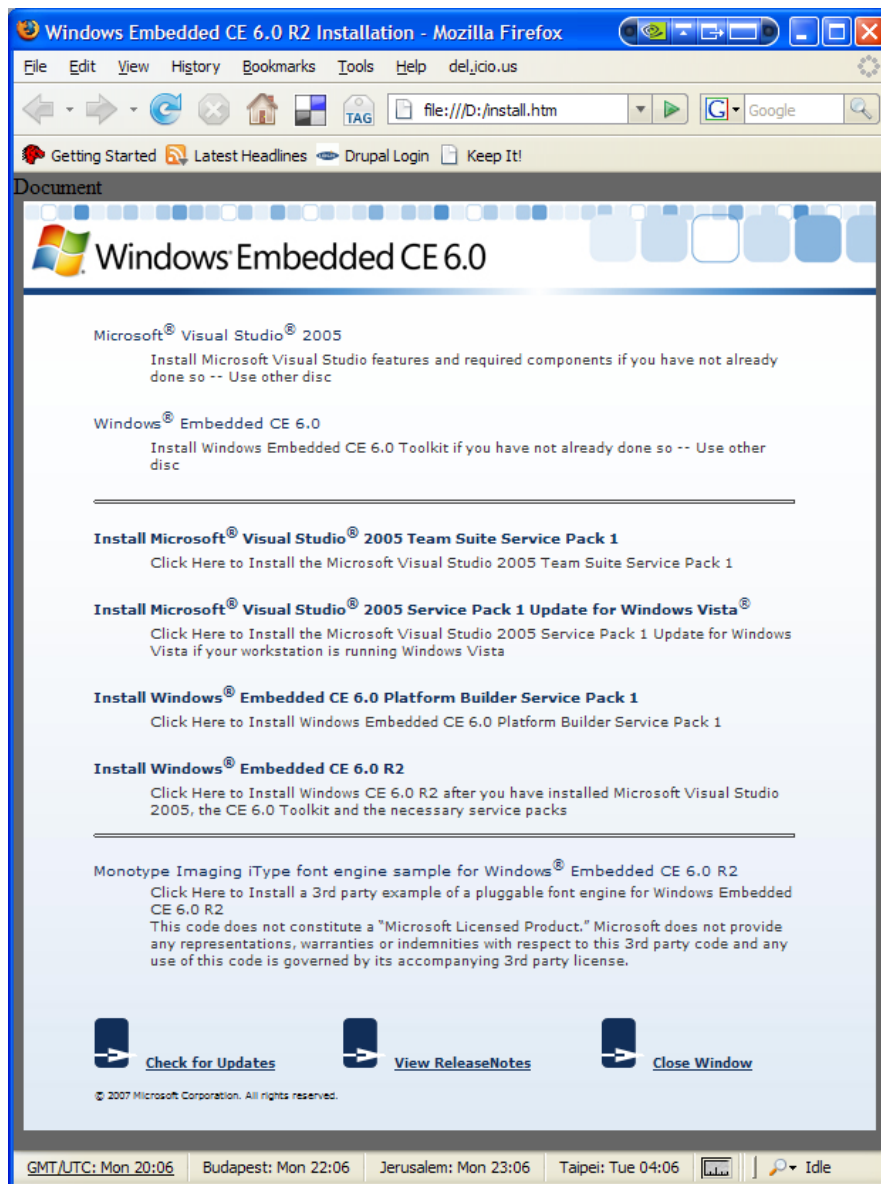 Windows Embedded CE 6.0 R2 Installation - Mozilla Firefox
File Edit View History Bookmarks Tools Help del.icio.us
TAG file:///D:/install.htm G Google
Getting Started Latest Headlines Drupal Login Keep It!
Document
Windows Embedded CE 6.0
Microsoft® Visual Studio® 2005
Install Microsoft Visual Studio features and required components if you have not already
done so -- Use other disc
Windows® Embedded CE 6.0
Install Windows Embedded CE 6.0 Toolkit if you have not already done so -- Use other
disc
Install Microsoft® Visual Studio® 2005 Team Suite Service Pack 1
Click Here to Install the Microsoft Visual Studio 2005 Team Suite Service Pack 1
Install Microsoft® Visual Studio® 2005 Service Pack 1 Update for Windows Vista®
Click Here to Install the Microsoft Visual Studio 2005 Service Pack 1 Update for Windows
Vista if your workstation is running Windows Vista
Install Windows® Embedded CE 6.0 Platform Builder Service Pack 1
Click Here to Install Windows Embedded CE 6.0 Platform Builder Service Pack 1
Install Windows® Embedded CE 6.0 R2
Click Here to Install Windows CE 6.0 R2 after you have installed Microsoft Visual Studio
2005, the CE 6.0 Toolkit and the necessary service packs
Monotype Imaging iType font engine sample for Windows® Embedded CE 6.0 R2
Click Here to Install a 3rd party example of a pluggable font engine for Windows Embedded
CE 6.0 R2
This code does not constitute a “Microsoft Licensed Product.” Microsoft does not provide
any representations, warranties or indemnities with respect to this 3rd party code and any
use of this code is governed by its accompanying 3rd party license.
Check for Updates View ReleaseNotes Close Window
© 2007 Microsoft Corporation. All rights reserved.
GMT/UTC: Mon 20:06 Budapest: Mon 22:06 Jerusalem: Mon 23:06 Taipei: Tue 04:06 Idle